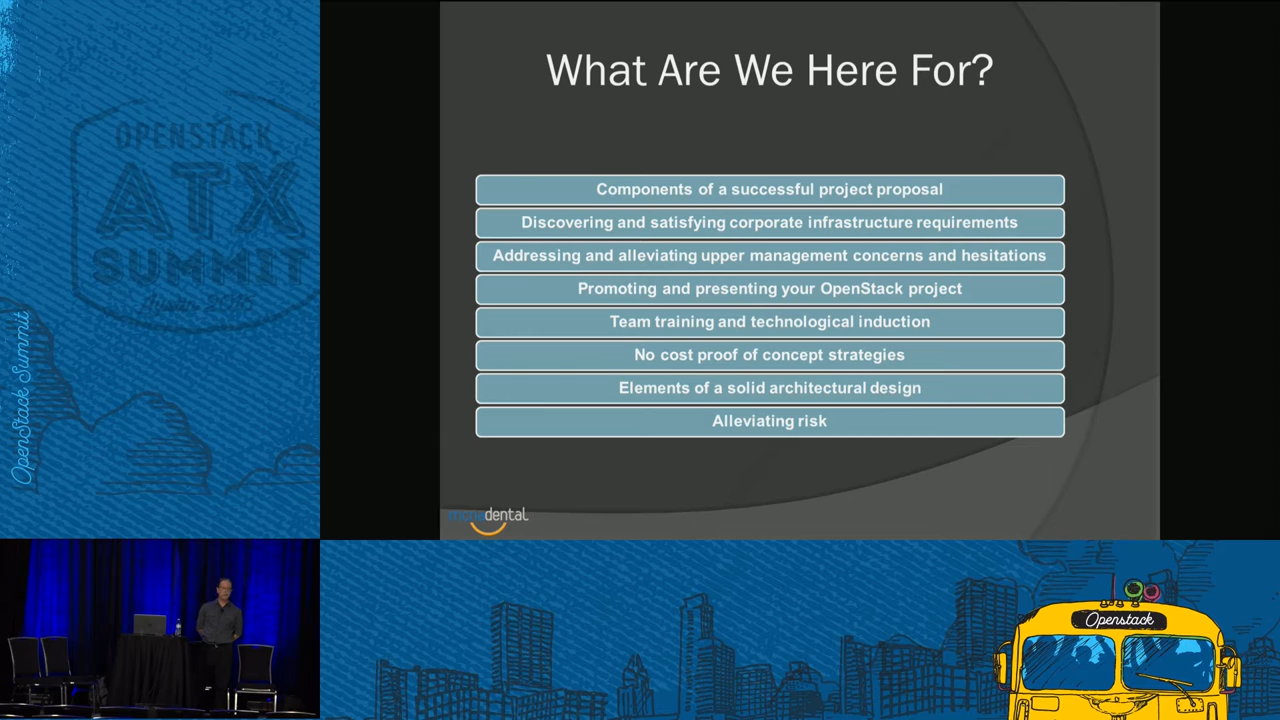 What Are We Here For?
Components of a successful project proposal
Discovering and satisfying corporate infrastructure requirements
Addressing and alleviating upper management concerns and hesitations
Promoting and presenting your OpenStack project
Team training and technological induction
No cost proof of concept strategies
Elements of a solid architectural design
Alleviating risk
dental
OPENSTACK
ATX
SUMMIT
Austin
OpenStack Summit
Openstack